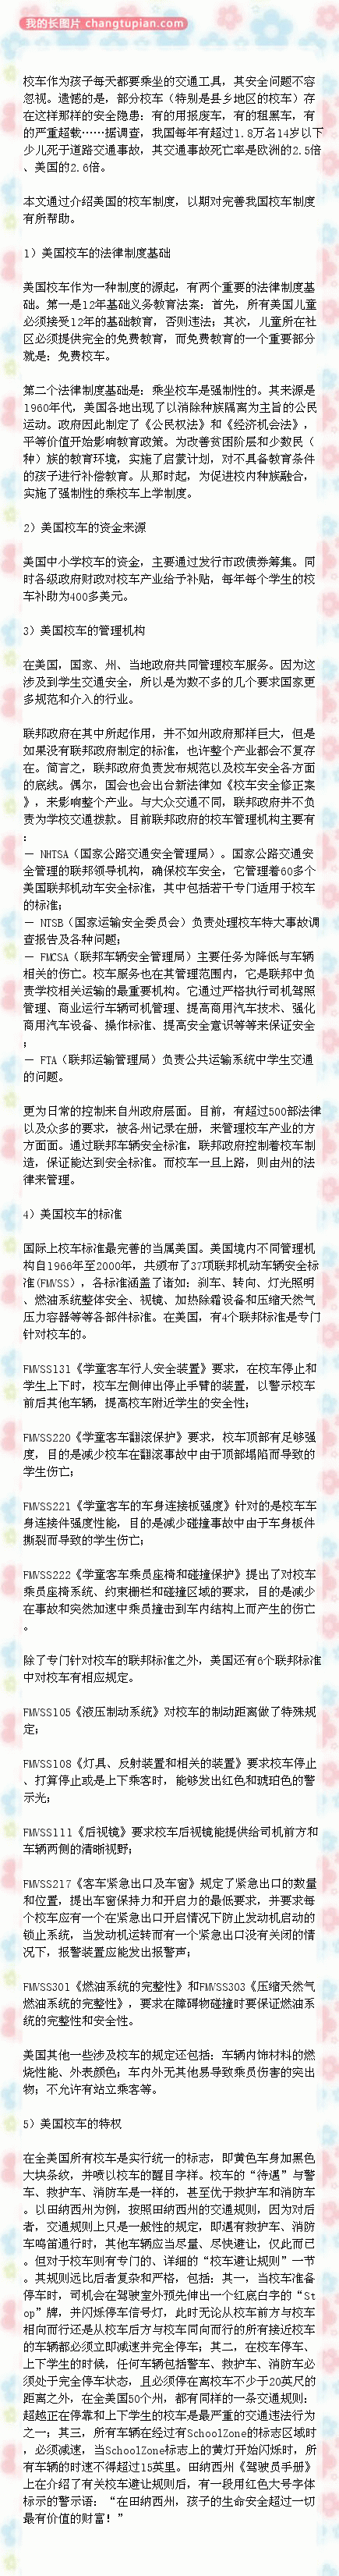 我的长图片 changtupian.com
校车作为孩子每天都要乘坐的交通工具，其安全问题不容
忽视。遗憾的是，部分校车（特别是县乡地区的校车）存
在这样那样的安全隐患：有的用报废车，有的租黑车，有
的严重超载……据调查，我国每年有超过1.8万名14岁以下
少儿死于道路交通事故，其交通事故死亡率是欧洲的2.5倍
、美国的2.6倍。
本文通过介绍美国的校车制度，以期对完善我国校车制度
有所帮助。
1）美国校车的法律制度基础
美国校车作为一种制度的源起，有两个重要的法律制度基
础。第一是12年基础义务教育法案：首先，所有美国儿童
必须接受12年的基础教育，否则违法；其次，儿童所在社
区必须提供完全的免费教育，而免费教育的一个重要部分
就是：免费校车。
第二个法律制度基础是：乘坐校车是强制性的。其来源是
1960年代，美国各地出现了以消除种族隔离为主旨的公民
运动。政府因此制定了《公民权法》和《经济机会法》，
平等价值开始影响教育政策。为改善贫困阶层和少数民（
种）族的教育环境，实施了启蒙计划，对不具备教育条件
的孩子进行补偿教育。从那时起，为促进校内种族融合，
实施了强制性的乘校车上学制度。
2）美国校车的资金来源
美国中小学校车的资金，主要通过发行市政债券筹集。同
时各级政府财政对校车产业给予补贴，每年每个学生的校
车补助为400多美元。
3）美国校车的管理机构
在美国，国家、州、当地政府共同管理校车服务。因为这
涉及到学生交通安全，所以是为数不多的几个要求国家更
多规范和介入的行业。
联邦政府在其中所起作用，并不如州政府那样巨大，但是
如果没有联邦政府制定的标准，也许整个产业都会不复存
在。简言之，联邦政府负责发布规范以及校车安全各方面
的底线。偶尔，国会也会出台新法律如《校车安全修正案
》，来影响整个产业。与大众交通不同，联邦政府并不负
责为学校交通拨款。目前联邦政府的校车管理机构主要有
：
－ NHTSA（国家公路交通安全管理局）。国家公路交通安
全管理的联邦领导机构，确保校车安全，它管理着60多个
美国联邦机动车安全标准，其中包括若干专门适用于校车
的标准；
－ NTSB（国家运输安全委员会）负责处理校车特大事故调
查报告及各种问题；
－ FMCSA（联邦车辆安全管理局）主要任务为降低与车辆
相关的伤亡。校车服务也在其管理范围内，它是联邦中负
责学校相关运输的最重要机构。它通过严格执行司机驾照
管理、商业运行车辆司机管理、提高商用汽车技术、强化
商用汽车设备、操作标准、提高安全意识等等来保证安全
；
－ FTA（联邦运输管理局）负责公共运输系统中学生交通
的问题。
更为日常的控制来自州政府层面。目前，有超过500部法律
以及众多的要求，被各州记录在册，来管理校车产业的方
方面面。通过联邦车辆安全标准，联邦政府控制着校车制
造，保证能达到安全标准。而校车一旦上路，则由州的法
律来管理。
4）美国校车的标准
国际上校车标准最完善的当属美国。美国境内不同管理机
构自1966年至2000年，共颁布了37项联邦机动车辆安全标
准(FMVSS），各标准涵盖了诸如：刹车、转向、灯光照明
、燃油系统整体安全、视镜、加热除霜设备和压缩天然气
压力容器等等各部件标准。在美国，有4个联邦标准是专门
针对校车的。
FMVSS131《学童客车行人安全装置》要求，在校车停止和
学生上下时，校车左侧伸出停止手臂的装置，以警示校车
前后其他车辆，提高校车附近学生的安全性；
FMVSS220《学童客车翻滚保护》要求，校车顶部有足够强
度，目的是减少校车在翻滚事故中由于顶部塌陷而导致的
学生伤亡；
FMVSS221《学童客车的车身连接板强度》针对的是校车车
身连接件强度性能，目的是减少碰撞事故中由于车身板件
撕裂而导致的学生伤亡；
FMVSS222《学童客车乘员座椅和碰撞保护》提出了对校车
乘员座椅系统、约束栅栏和碰撞区域的要求，目的是减少
在事故和突然加速中乘员撞击到车内结构上而产生的伤亡
。
除了专门针对校车的联邦标准之外，美国还有6个联邦标准
中对校车有相应规定。
FMVSS105《液压制动系统》对校车的制动距离做了特殊规
定；
FMVSS108《灯具、反射装置和相关的装置》要求校车停止
、打算停止或是上下乘客时，能够发出红色和琥珀色的警
示光；
FMVSS111《后视镜》要求校车后视镜能提供给司机前方和
车辆两侧的清晰视野；
FMVSS217《客车紧急出口及车窗》规定了紧急出口的数量
和位置，提出车窗保持力和开启力的最低要求，并要求每
个校车应有一个在紧急出口开启情况下防止发动机启动的
锁止系统，当发动机运转而有一个紧急出口没有关闭的情
况下，报警装置应能发出报警声；
FMVSS301《燃油系统的完整性》和FMVSS303《压缩天然气
燃油系统的完整性》，要求在障碍物碰撞时要保证燃油系
统的完整性和安全性。
美国其他一些涉及校车的规定还包括：车辆内饰材料的燃
烧性能、外表颜色；车内外无其他易导致乘员伤害的突出
物；不允许有站立乘客等。
5）美国校车的特权
在全美国所有校车是实行统一的标志，即黄色车身加黑色
大块条纹，并喷以校车的醒目字样。校车的“待遇”与警
车、救护车、消防车是一样的，甚至优于救护车和消防车
。以田纳西州为例，按照田纳西州的交通规则，因为对后
者，交通规则上只是一般性的规定，即遇有救护车、消防
车鸣笛通行时，其他车辆应当尽量、尽快避让，仅此而已
。但对于校车则有专门的、详细的“校车避让规则”一节
。其规则远比后者复杂和严格，包括：其一，当校车准备
停车时，司机会在驾驶室外预先伸出一个红底白字的“St
op”牌，并闪烁停车信号灯，此时无论从校车前方与校车
相向而行还是从校车后方与校车同向而行的所有接近校车
的车辆都必须立即减速并完全停车；其二，在校车停车、
上下学生的时候，任何车辆包括警车、救护车、消防车必
须处于完全停车状态，且必须停在离校车不少于20英尺的
距离之外，在全美国50个州，都有同样的一条交通规则：
超越正在停靠和上下学生的校车是最严重的交通违法行为
之一；其三，所有车辆在经过有SchoolZone的标志区域时
，必须减速，当SchoolZone标志上的黄灯开始闪烁时，所
有车辆的时速不得超过15英里。田纳西州《驾驶员手册》
上在介绍了有关校车避让规则后，有一段用红色大号字体
标示的警示语：“在田纳西州，孩子的生命安全超过一切
最有价值的财富！”